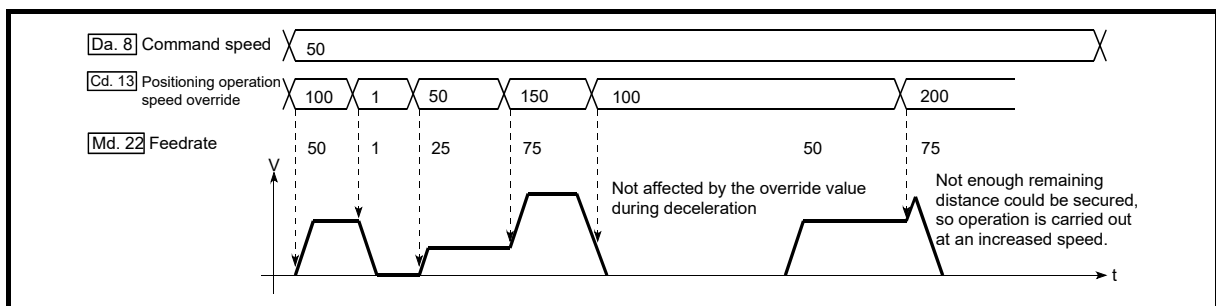 Da. 8 Command speed
50
Cd. 13 Positioning operation
speed override
100 1 50 150 100 200
Md. 22 Feedrate
50 1 25 75 50 75
V
Not affected by the override value
during deceleration
Not enough remaining
distance could be secured,
so operation is carried out
at an increased speed.
t